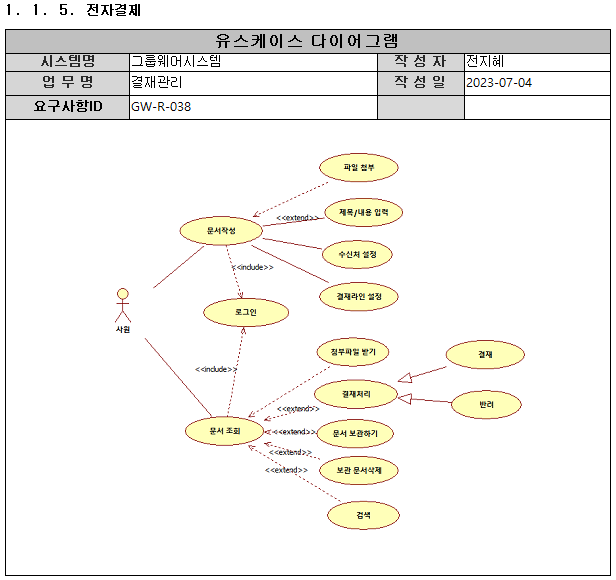 1. 1. 5. 전자결제
유스케이스 다이어그램
시스템명 그룹웨어시스템 작 성 자 전지혜
업 무 명 결재관리 작 성 일 2023-07-04
요구사항ID GW-R-038
파일 첨부
<<extend>> 제목/내용 입력
문서작성
수신처 설정
<<include>>
결재라인 설정
로그인
사원
첨부파일 받기
결재
<<include>>
결재처리
<<extend>>
반려
문서 조회 <<extend>> 문서 보관하기
<<extend>>
<<extend>> 보관 문서삭제
검색